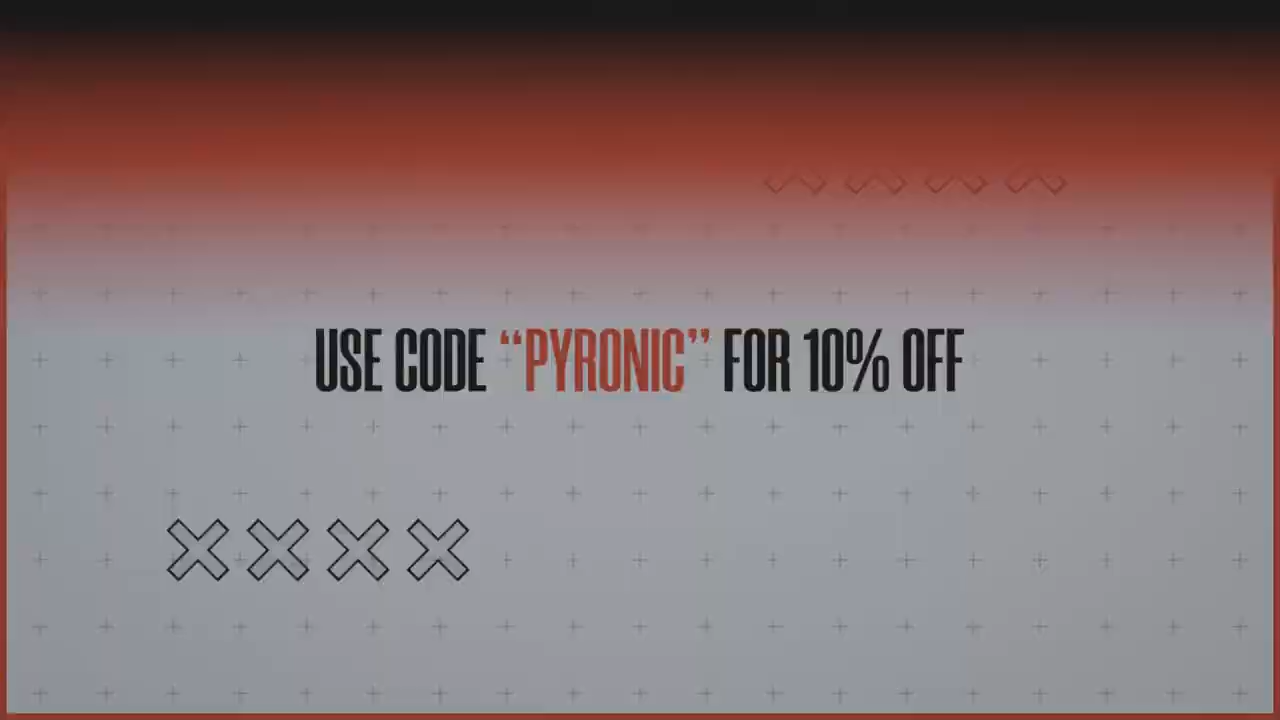 USE CODE “PYRONIC” FOR 10% OFF